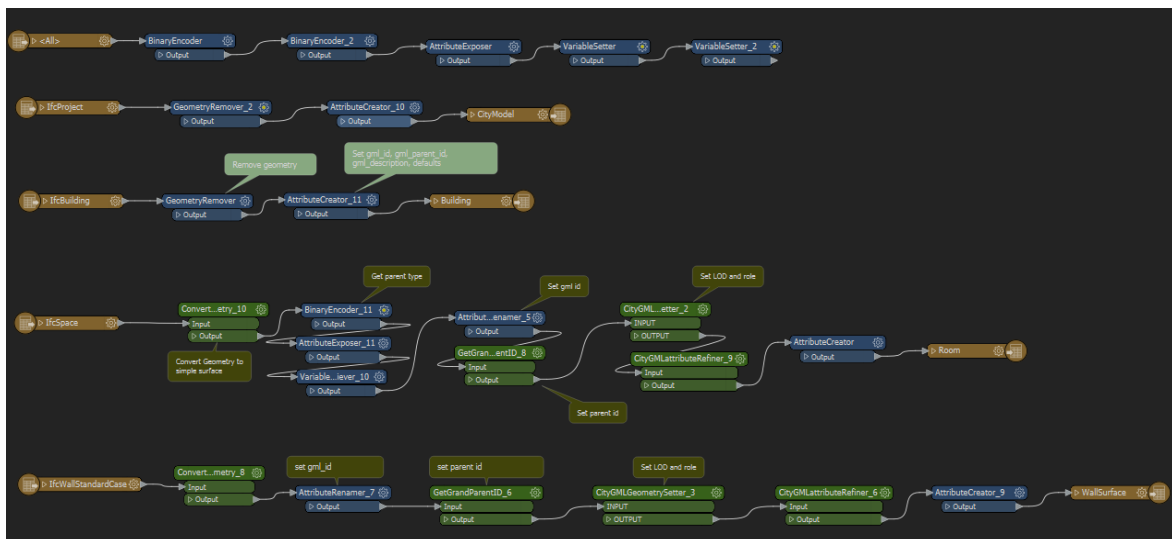 <All>
BinaryEncoder
Output
BinaryEncoder_2
Output
AttributeExposer
Output
VariableSetter
Output
VariableSetter_2
Output
IfcProject
GeometryRemover_2
Output
AttributeCreator_10
Output
CityModel
Remove geometry
Set gml_id, gml_parent_id,
gml_description, defaults
IfcBuilding
GeometryRemover
Output
AttributeCreator_11
Output
Building
Get parent type
Set gml id
Set LOD and role
IfcSpace
Convert...etry_10
Input
Output
Convert Geometry to
simple surface
BinaryEncoder_11
Output
AttributeExposer_11
Output
Variable...iever_10
Output
Attribut...enamer_5
Output
GetGran...entID_8
Input
Output
Set parent id
CityGML...etter_2
INPUT
OUTPUT
CityGMLattributeRefiner_9
Input
Output
AttributeCreator
Output
Room
set gml_id
set parent id
Set LOD and role
IfcWallStandardCase
Convert...metry_8
Input
Output
AttributeRenamer_7
Output
GetGrandParentID_6
Input
Output
CityGMLGeometrySetter_3
INPUT
OUTPUT
CityGMLattributeRefiner_6
Input
Output
AttributeCreator_9
Output
WallSurface